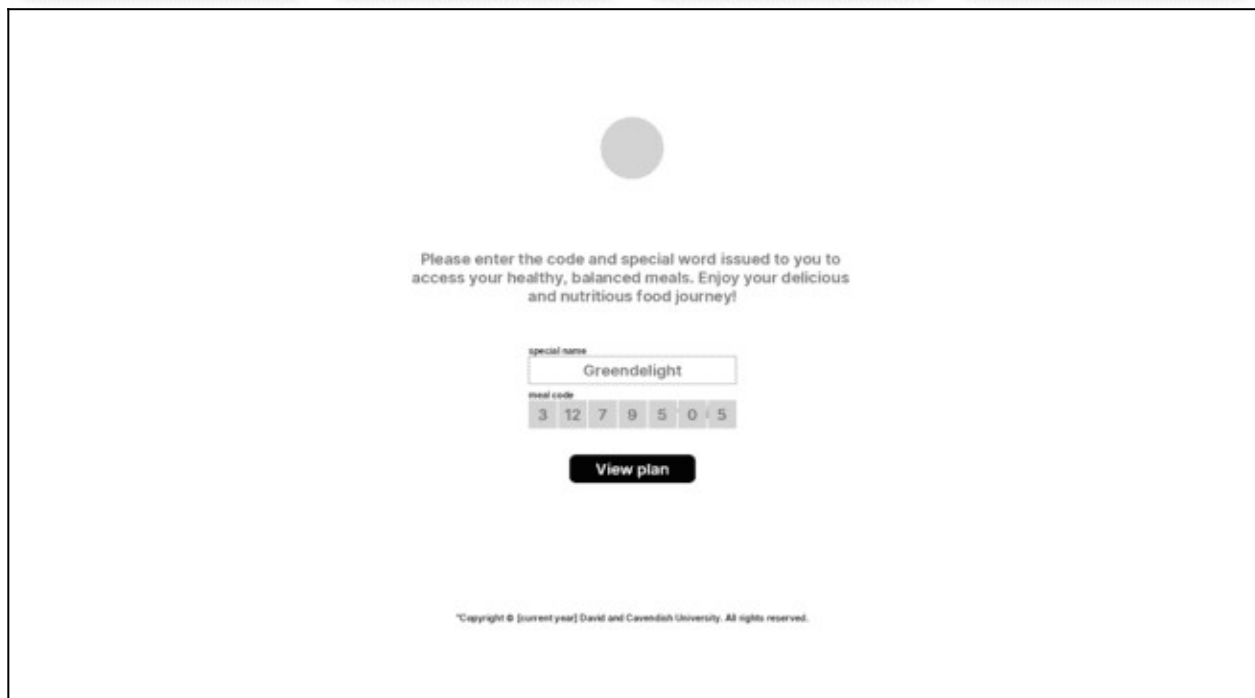 Please enter the code and special word issued to you to
access your healthy, balanced meals. Enjoy your delicious
and nutritious food journey!
special name
Greendelight
meal code
3 12 7 9 5 0 5
View plan
"Copyright © [current year] David and Cavendish University. All rights reserved.